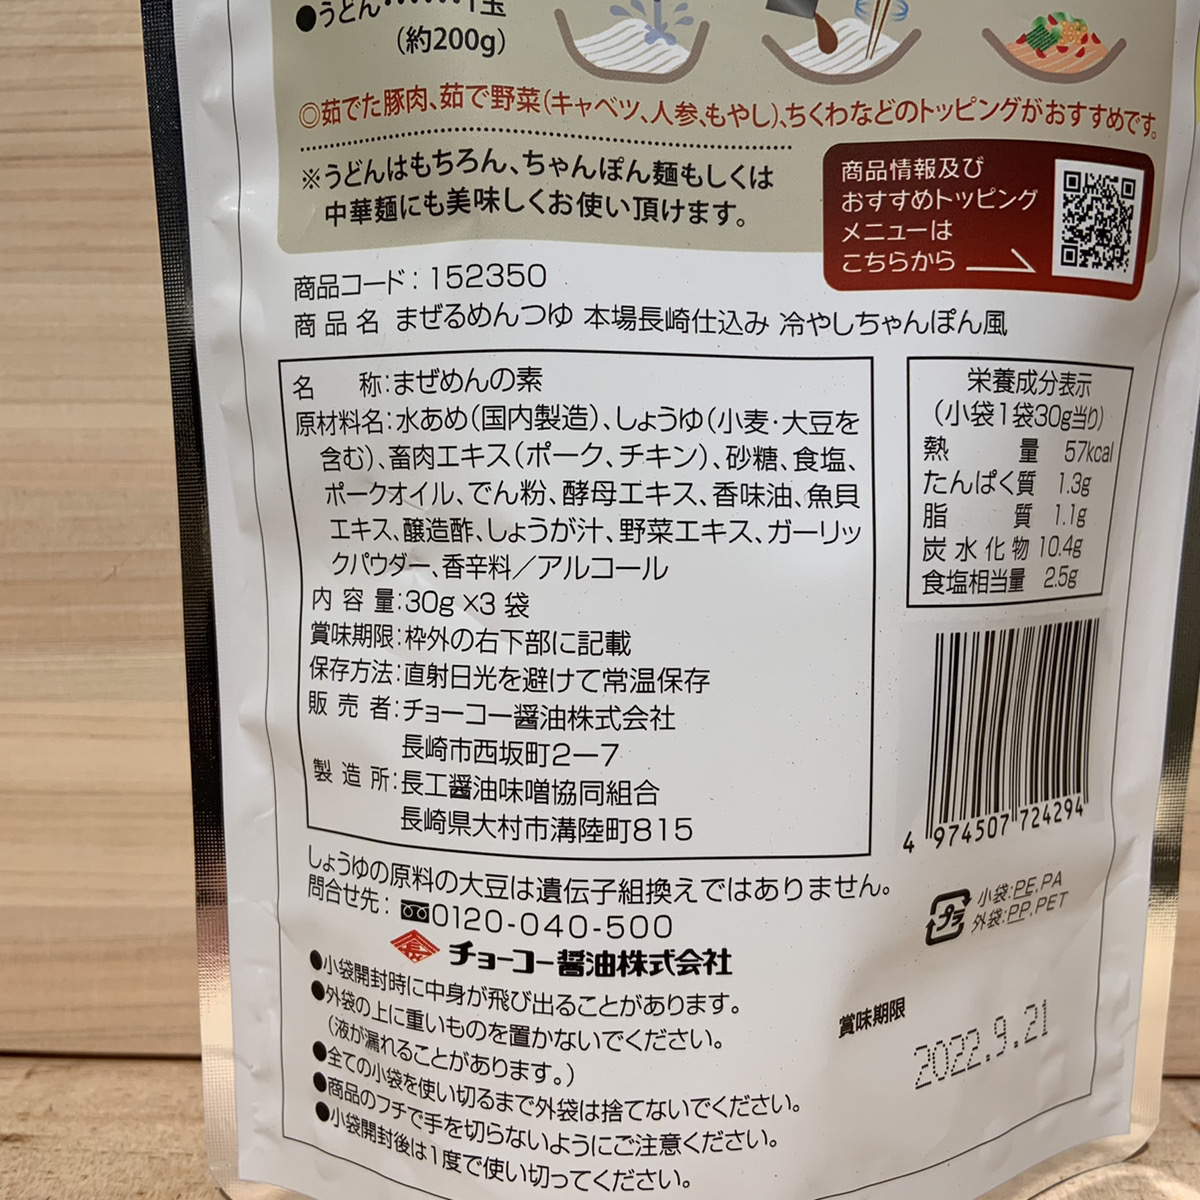 ●うどん……1玉
(約200g)
◎茹でた豚肉、茹で野菜(キャベツ、人参、もやし)、ちくわなどのトッピングがおすすめです。
※うどんはもちろん、ちゃんぽん麺もしくは
中華麺にも美味しくお使い頂けます。
商品情報及び
おすすめトッピング
メニューは
こちらから
商品コード：152350
商品名 まぜるめんつゆ 本場長崎仕込み 冷やしちゃんぽん風
名称：まぜめんの素
原材料名：水あめ(国内製造)、しょうゆ(小麦・大豆を
含む)、畜肉エキス(ポーク、チキン)、砂糖、食塩、
ポークオイル、でん粉、酵母エキス、香味油、魚貝
エキス、醸造酢、しょうが汁、野菜エキス、ガーリッ
クパウダー、香辛料／アルコール
内容量：30g×3袋
賞味期限：枠外の右下部に記載
保存方法：直射日光を避けて常温保存
販売者：チョーコー醤油株式会社
長崎市西坂町2ー7
製造所：長工醤油味噌協同組合
長崎県大村市溝陸町815
栄養成分表示
(小袋1袋30g当り)
熱量 57kcal
たんぱく質 1.3g
脂質 1.1g
炭水化物 10.4g
食塩相当量 2.5g
4 974507 724294
しょうゆの原料の大豆は遺伝子組換えではありません。
問合せ先：0120-040-500
チョーコー醤油株式会社
プラ
小袋：PE,PA
外袋：PP,PET
●小袋開封時に中身が飛び出ることがあります。
●外袋の上に重いものを置かないでください。
(液が漏れることがあります。)
●全ての小袋を使い切るまで外袋は捨てないでください。
●商品のフチで手を切らないようにご注意ください。
●小袋開封後は1度で使い切ってください。
賞味期限
2022.9.21